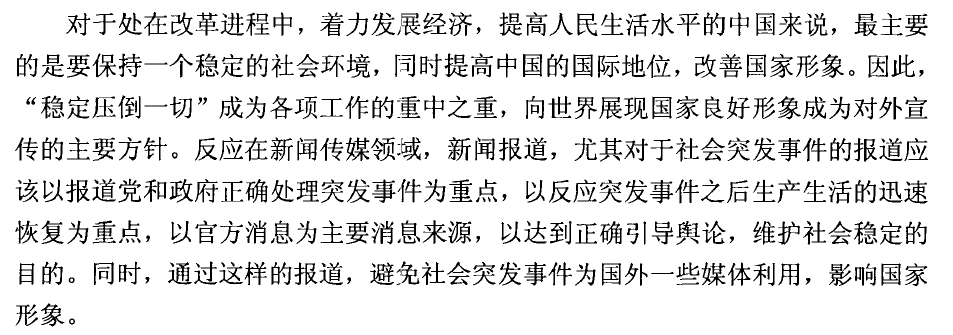 对于处在改革进程中，着力发展经济，提高人民生活水平的中国来说，最主要
的是要保持一个稳定的社会环境，同时提高中国的国际地位，改善国家形象。因此，
“稳定压倒一切”成为各项工作的重中之重，向世界展现国家良好形象成为对外宣
传的主要方针。反应在新闻传媒领域，新闻报道，尤其对于社会突发事件的报道应
该以报道党和政府正确处理突发事件为重点，以反应突发事件之后生产生活的迅速
恢复为重点，以官方消息为主要消息来源，以达到正确引导舆论，维护社会稳定的
目的。同时，通过这样的报道，避免社会突发事件为国外一些媒体利用，影响国家
形象。